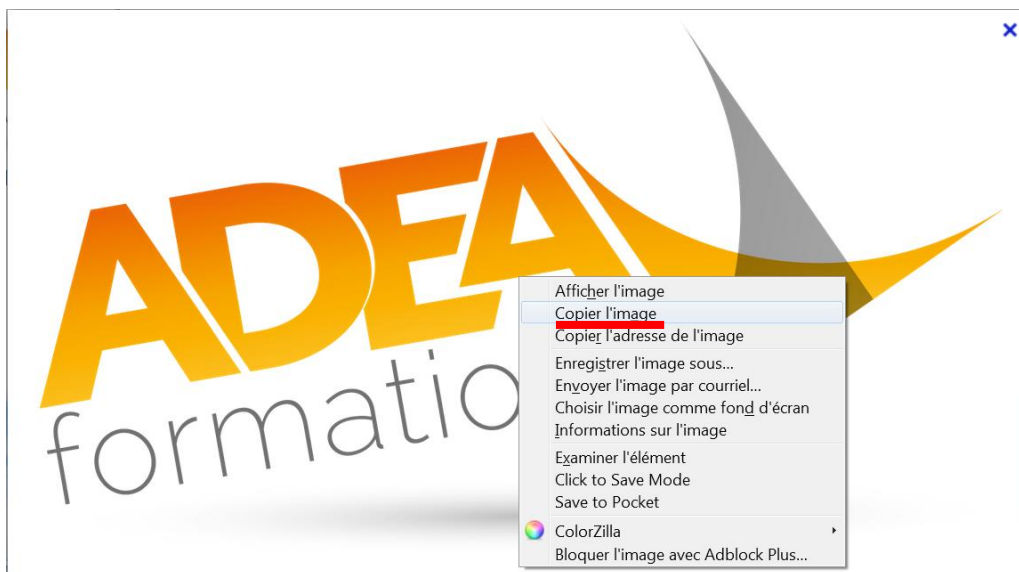 ADEA
formatio
Afficher l'image
Copier l'image
Copier l'adresse de l'image
Enregistrer l'image sous...
Envoyer l'image par courriel...
Choisir l'image comme fond d'écran
Informations sur l'image
Examiner l'élément
Click to Save Mode
Save to Pocket
ColorZilla
Bloquer l'image avec Adblock Plus...